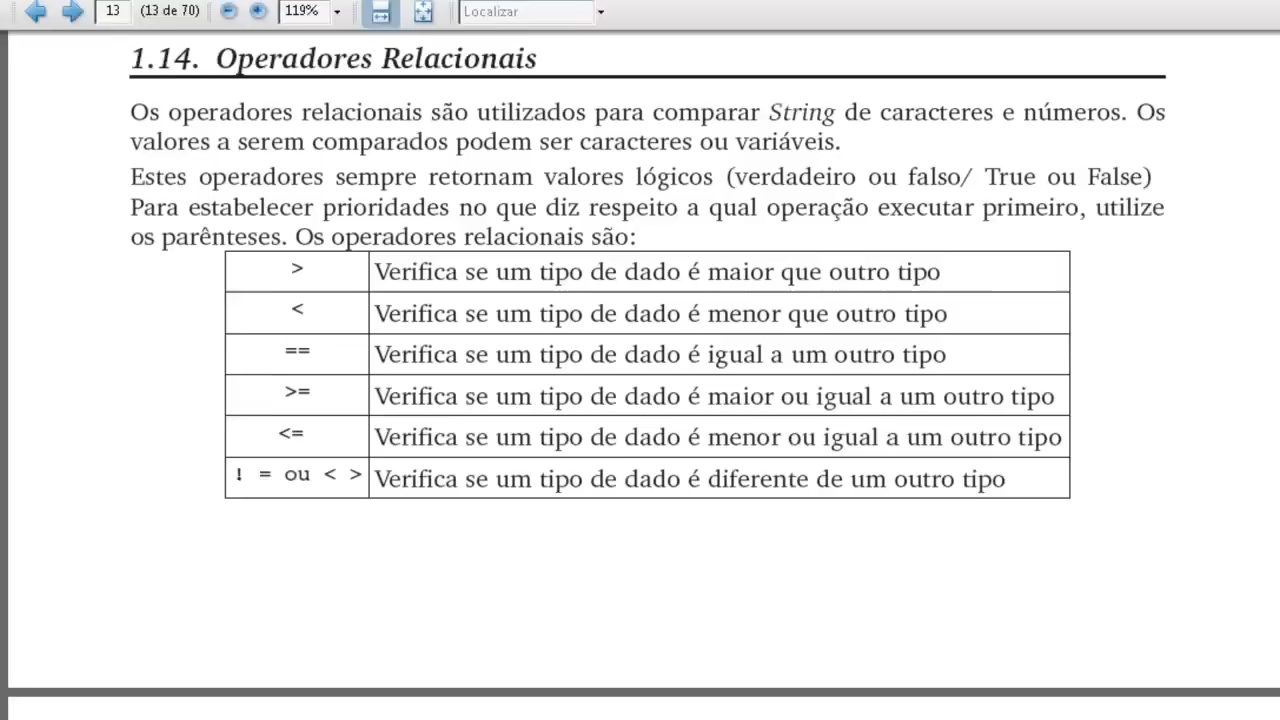 13 (13 de 70) 119% Localizar
1.14. Operadores Relacionais
Os operadores relacionais são utilizados para comparar String de caracteres e números. Os
valores a serem comparados podem ser caracteres ou variáveis.
Estes operadores sempre retornam valores lógicos (verdadeiro ou falso/ True ou False)
Para estabelecer prioridades no que diz respeito a qual operação executar primeiro, utilize
os parênteses. Os operadores relacionais são:
> Verifica se um tipo de dado é maior que outro tipo
< Verifica se um tipo de dado é menor que outro tipo
== Verifica se um tipo de dado é igual a um outro tipo
>= Verifica se um tipo de dado é maior ou igual a um outro tipo
<= Verifica se um tipo de dado é menor ou igual a um outro tipo
! = ou < > Verifica se um tipo de dado é diferente de um outro tipo